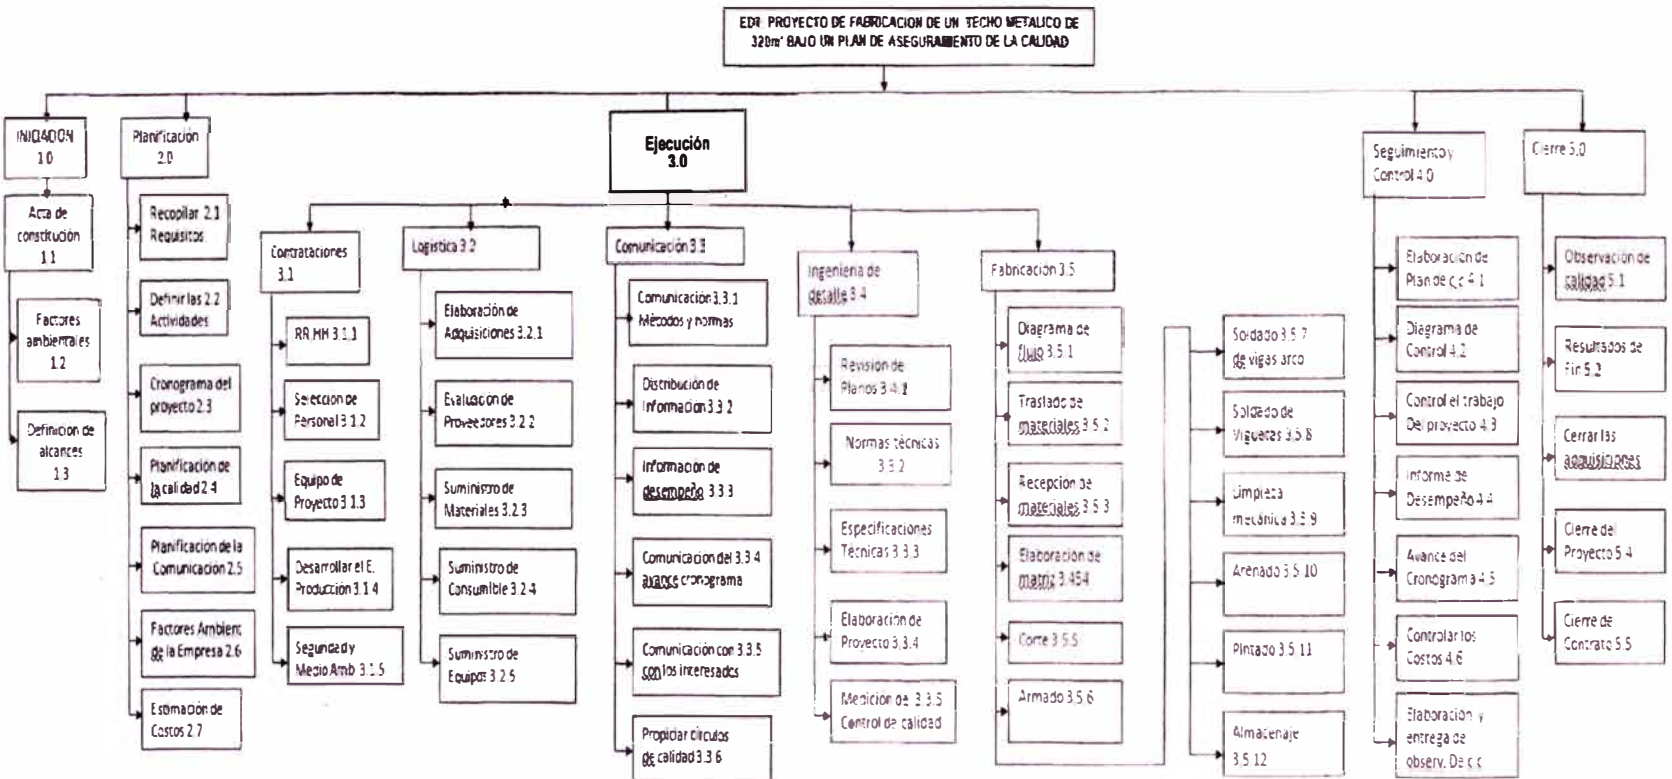 EDT PROYECTO DE FABRICACION DE UN TECHO METALICO DE
320m² BAJO UN PLAN DE ASEGURAMIENTO DE LA CALIDAD
INICIACION
1.0
Acta de
constitución
1.1
Factores
ambientales
1.2
Definicion de
alcances
1.3
Planificación
2.0
Recopilar 2.1
Requisitos
Definir las 2.2
Actividades
Cronograma del
proyecto 2.3
Planificación de
la calidad 2.4
Planificación de la
Comunicación 2.5
Factores Ambient.
de la Empresa 2.6
Estimación de
Costos 2.7
Ejecución
3.0
Contrataciones
3.1
RR.HH 3.1.1
Selección de
Personal 3.1.2
Equipo de
Proyecto 3.1.3
Desarrollar el E.
Producción 3.1.4
Seguridad y
Medio Amb. 3.1.5
Logistica 3.2
Elaboración de
Adquisiciones 3.2.1
Evaluación de
Proveedores 3.2.2
Suministro de
Materiales 3.2.3
Suministro de
Consumible 3.2.4
Suministro de
Equipos 3.2.5
Comunicación 3.3
Comunicación 3.3.1
Métodos y normas
Distribución de
Información 3.3.2
Información de
desempeño 3.3.3
Comunicación del 3.3.4
avance cronograma
Comunicación con 3.3.5
con los interesados
Propiciar círculos
de calidad 3.3.6
Ingenieria de
detalle 3.4
Revisión de
Planos 3.4.1
Normas técnicas
3.3.2
Especificaciones
Técnicas 3.3.3
Elaboración de
Proyecto 3.3.4
Medición de 3.3.5
Control de calidad
Fabricación 3.5
Diagrama de
flujo 3.5.1
Traslado de
materiales 3.5.2
Recepción de
materiales 3.5.3
Elaboración de
matriz 3.454
Corte 3.5.5
Armado 3.5.6
Soldado 3.5.7
de vigas arco
Soldado de
Viguetas 3.5.8
Limpieza
mecánica 3.5.9
Arenado 3.5.10
Pintado 3.5.11
Almacenaje
3.5.12
Seguimiento y
Control 4.0
Elaboración de
Plan de c.c 4.1
Diagrama de
Control 4.2
Control el trabajo
Del proyecto 4.3
Informe de
Desempeño 4.4
Avance del
Cronograma 4.5
Controlar los
Costos 4.6
Elaboración y
entrega de
observ. De c.c
Cierre 5.0
Observación de
calidad 5.1
Resultados de
Fin 5.2
Cerrar las
adquisiciones
Cierre del
Proyecto 5.4
Cierre de
Contrato 5.5